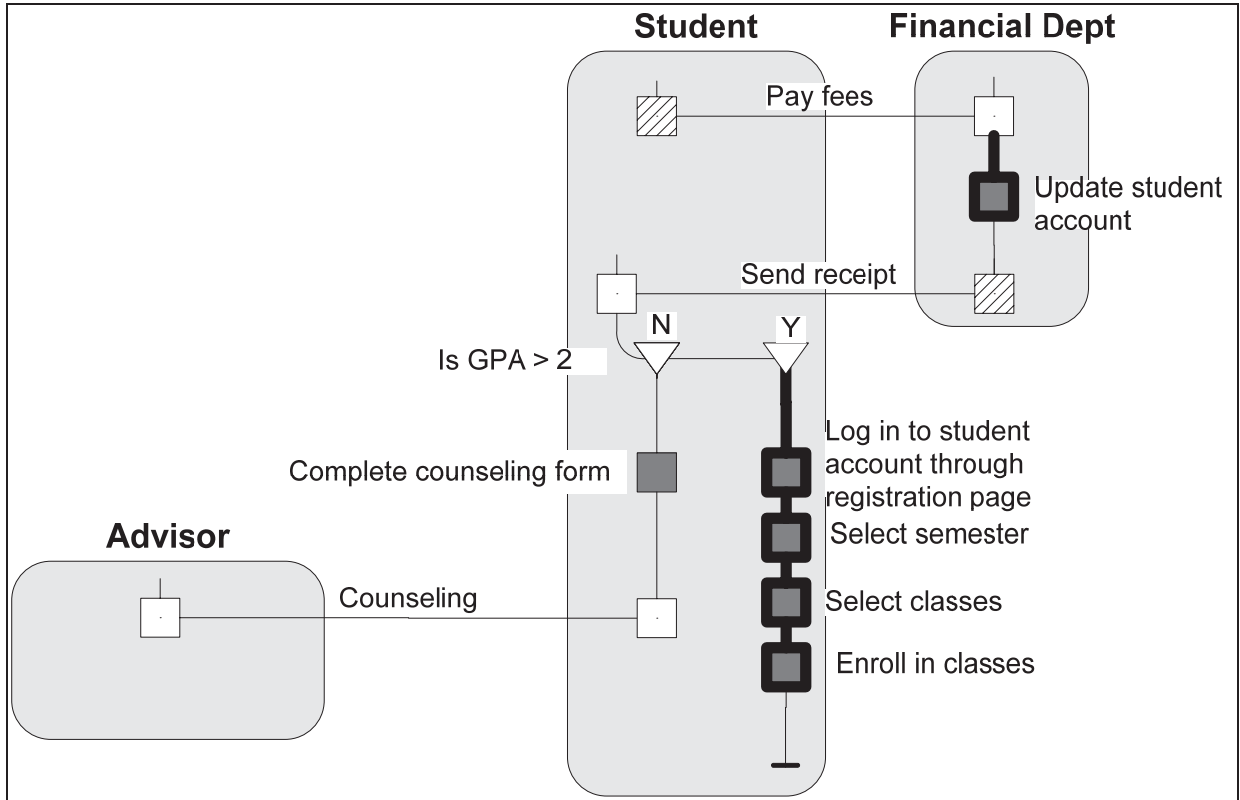 Student
Financial Dept
Pay fees
Update student
account
Send receipt
N
Y
Is GPA > 2
Log in to student
account through
registration page
Complete counseling form
Select semester
Advisor
Counseling
Select classes
Enroll in classes